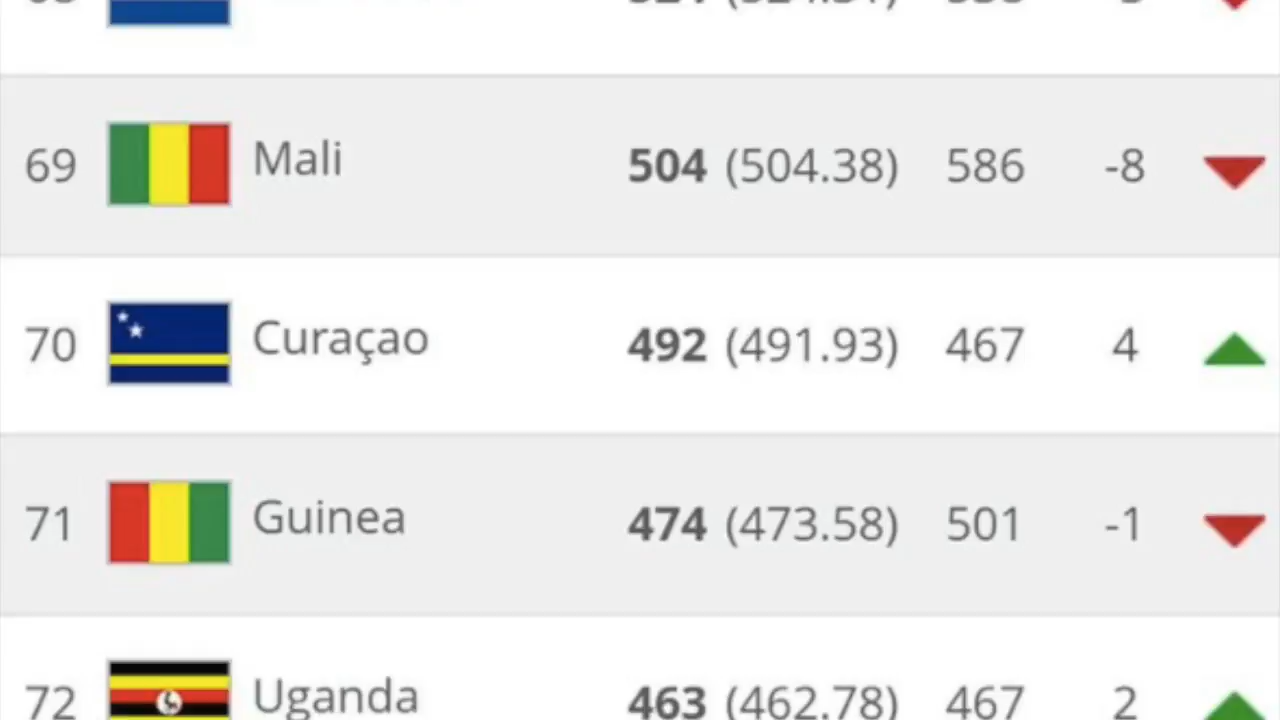 69 Mali 504 (504.38) 586 -8
70 Curaçao 492 (491.93) 467 4
71 Guinea 474 (473.58) 501 -1
72 Uganda 463 (462.78) 467 2